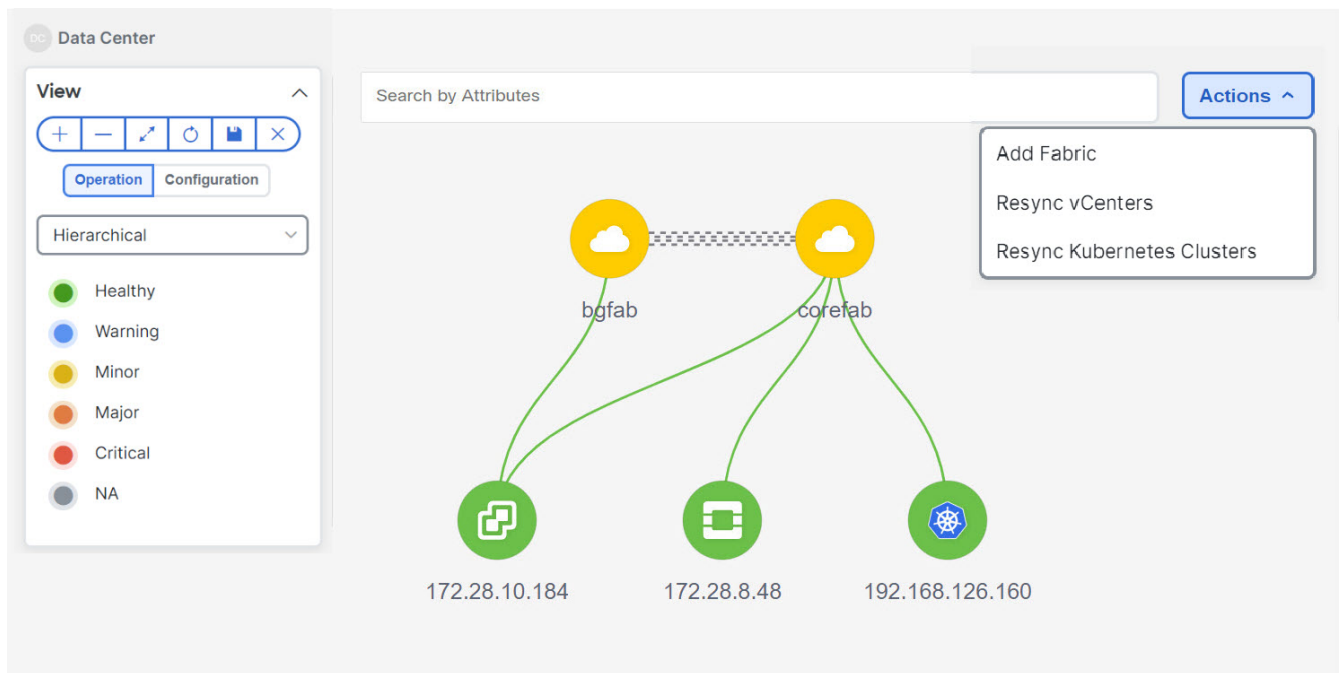 DC Data Center
View
Search by Attributes
Actions
Operation Configuration
Hierarchical
Healthy
Warning
Minor
Major
Critical
NA
Add Fabric
Resync vCenters
Resync Kubernetes Clusters
bgfab
corefab
172.28.10.184
172.28.8.48
192.168.126.160